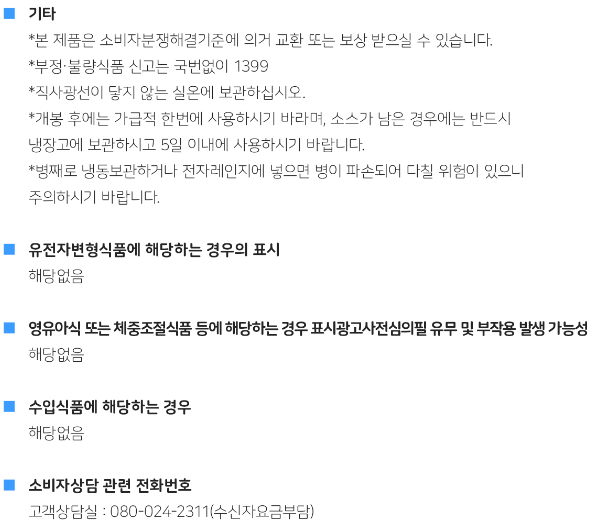 기타
*본 제품은 소비자분쟁해결기준에 의거 교환 또는 보상 받으실 수 있습니다.
*부정·불량식품 신고는 국번없이 1399
*직사광선이 닿지 않는 실온에 보관하십시오.
*개봉 후에는 가급적 한번에 사용하시기 바라며, 소스가 남은 경우에는 반드시
냉장고에 보관하시고 5일 이내에 사용하시기 바랍니다.
*병째로 냉동보관하거나 전자레인지에 넣으면 병이 파손되어 다칠 위험이 있으니
주의하시기 바랍니다.
유전자변형식품에 해당하는 경우의 표시
해당없음
영유아식 또는 체중조절식품 등에 해당하는 경우 표시광고사전심의필 유무 및 부작용 발생 가능성
해당없음
수입식품에 해당하는 경우
해당없음
소비자상담 관련 전화번호
고객상담실 : 080-024-2311(수신자요금부담)